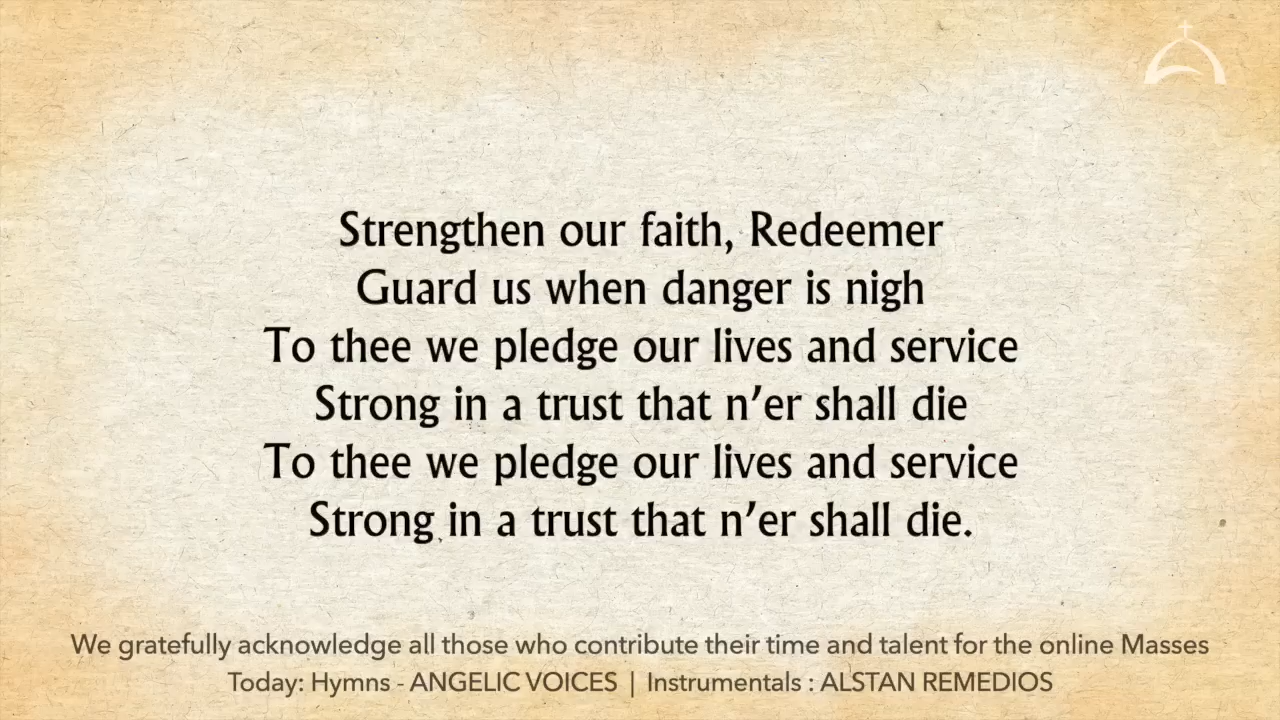 Strengthen our faith, Redeemer
Guard us when danger is nigh
To thee we pledge our lives and service
Strong in a trust that n’er shall die
To thee we pledge our lives and service
Strong in a trust that n’er shall die.
We gratefully acknowledge all those who contribute their time and talent for the online Masses
Today: Hymns - ANGELIC VOICES | Instrumentals : ALSTAN REMEDIOS